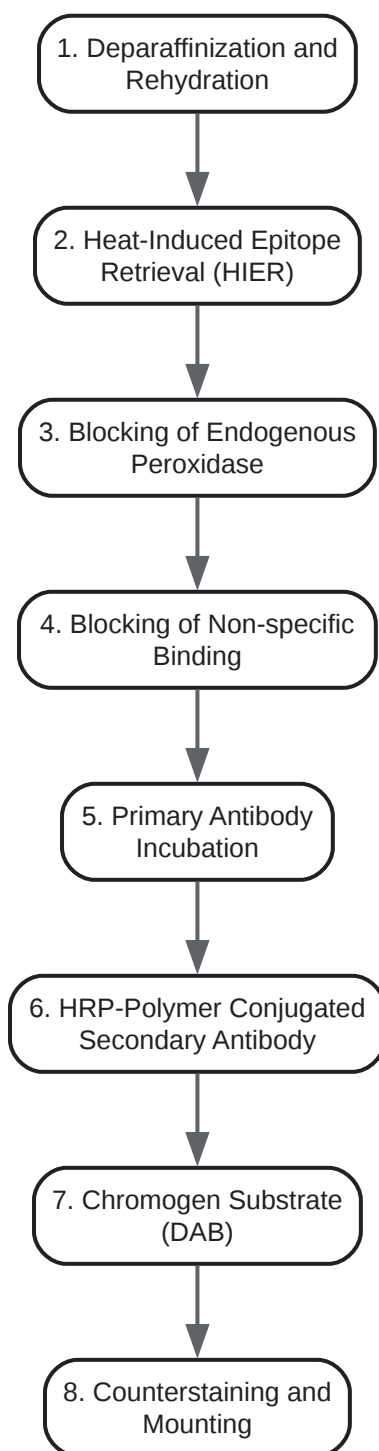 1. Deparaffinization and
Rehydration
2. Heat-Induced Epitope
Retrieval (HIER)
3. Blocking of Endogenous
Peroxidase
4. Blocking of Non-specific
Binding
5. Primary Antibody
Incubation
6. HRP-Polymer Conjugated
Secondary Antibody
7. Chromogen Substrate
(DAB)
8. Counterstaining and
Mounting